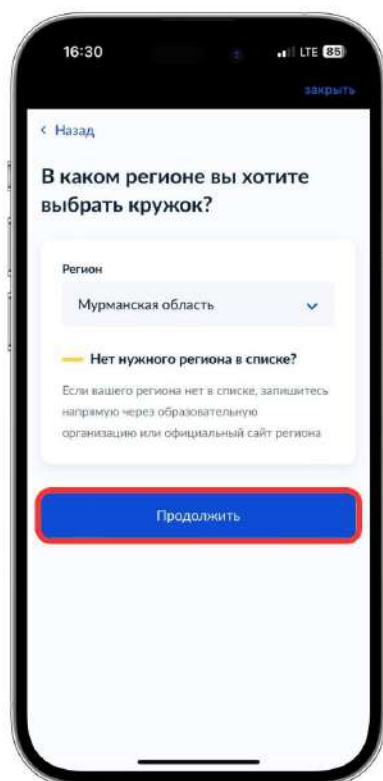 16:30
LTE 85
закрыть
Назад
В каком регионе вы хотите
выбрать кружок?
Регион
Мурманская область
Нет нужного региона в списке?
Если вашего региона нет в списке, запишитесь
напрямую через образовательную
организацию или официальный сайт региона
Продолжить